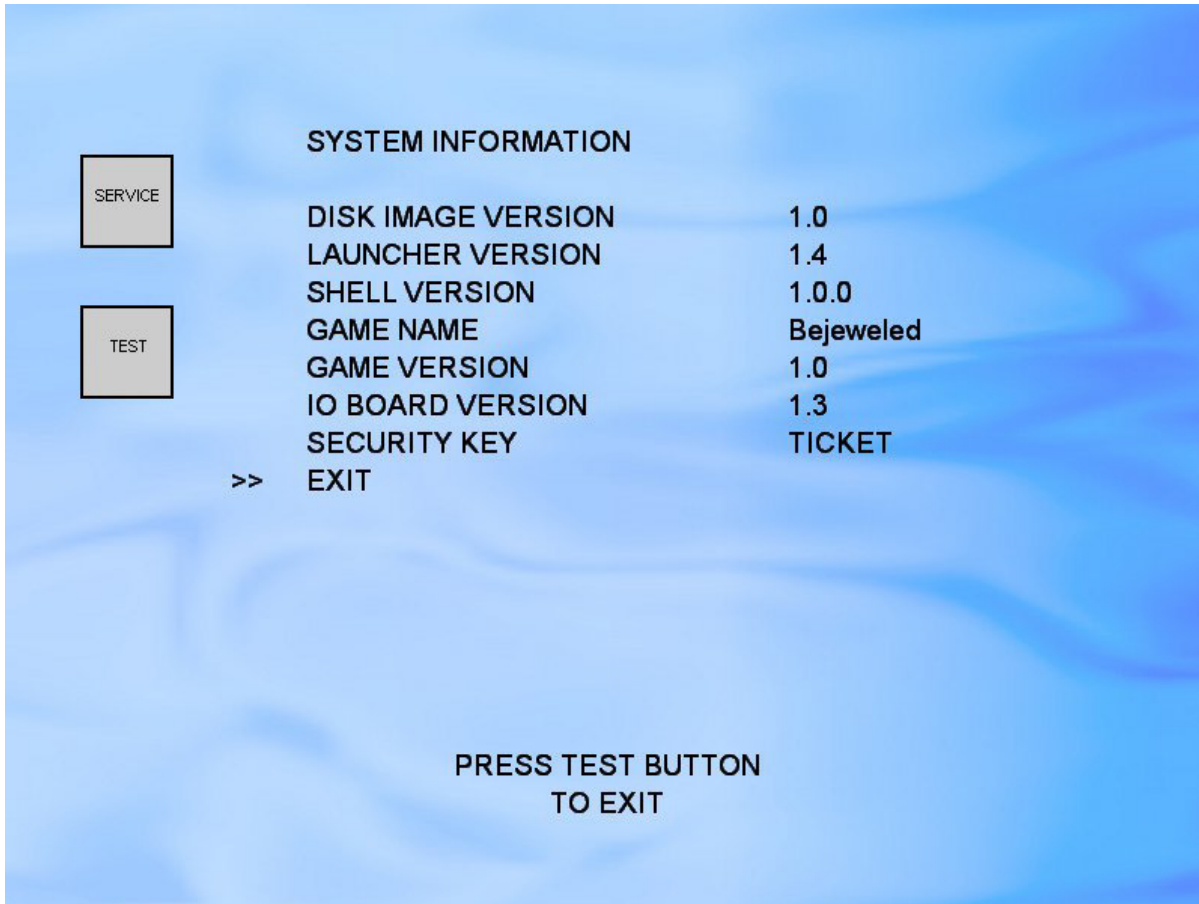 SYSTEM INFORMATION
SERVICE
DISK IMAGE VERSION 1.0
LAUNCHER VERSION 1.4
SHELL VERSION 1.0.0
GAME NAME Bejeweled
TEST
GAME VERSION 1.0
IO BOARD VERSION 1.3
SECURITY KEY TICKET
>> EXIT
PRESS TEST BUTTON
TO EXIT